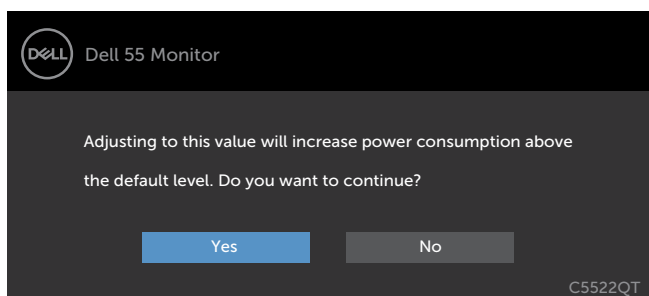 DELL
Dell 55 Monitor
Adjusting to this value will increase power consumption above
the default level. Do you want to continue?
Yes
No
C5522QT